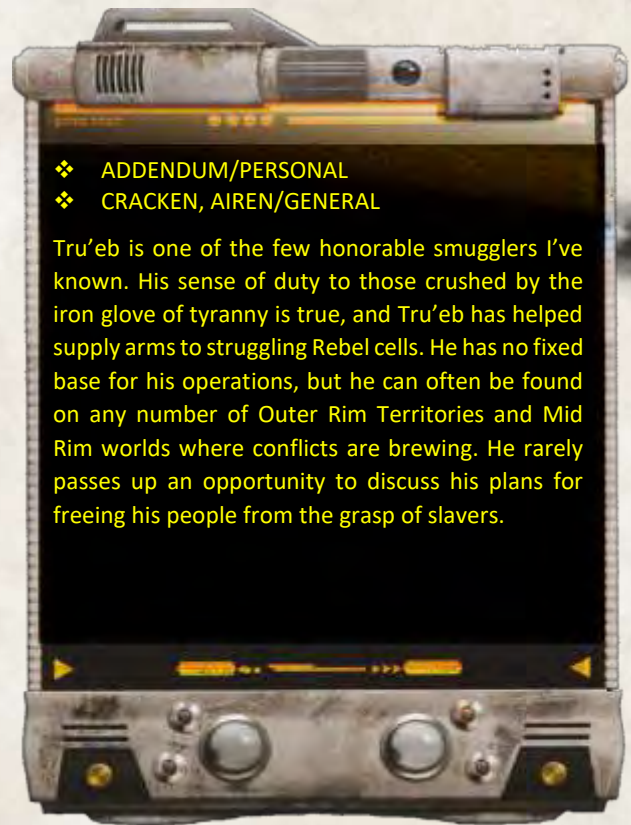 ❖ ADDENDUM/PERSONAL
❖ CRACKEN, AIREN/GENERAL
Tru’eb is one of the few honorable smugglers I’ve
known. His sense of duty to those crushed by the
iron glove of tyranny is true, and Tru’eb has helped
supply arms to struggling Rebel cells. He has no fixed
base for his operations, but he can often be found
on any number of Outer Rim Territories and Mid
Rim worlds where conflicts are brewing. He rarely
passes up an opportunity to discuss his plans for
freeing his people from the grasp of slavers.